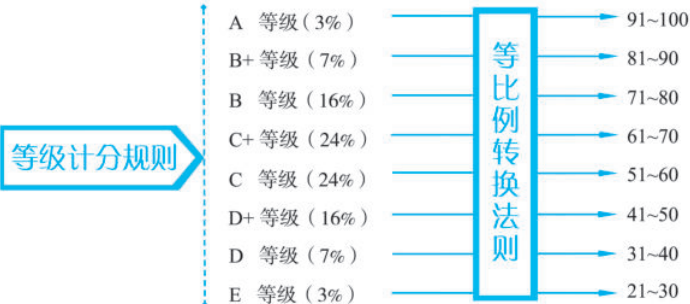 等级计分规则
A 等级（3%）
B+ 等级（7%）
B 等级（16%）
C+ 等级（24%）
C 等级（24%）
D+ 等级（16%）
D 等级（7%）
E 等级（3%）
等比例转换法则
91~100
81~90
71~80
61~70
51~60
41~50
31~40
21~30